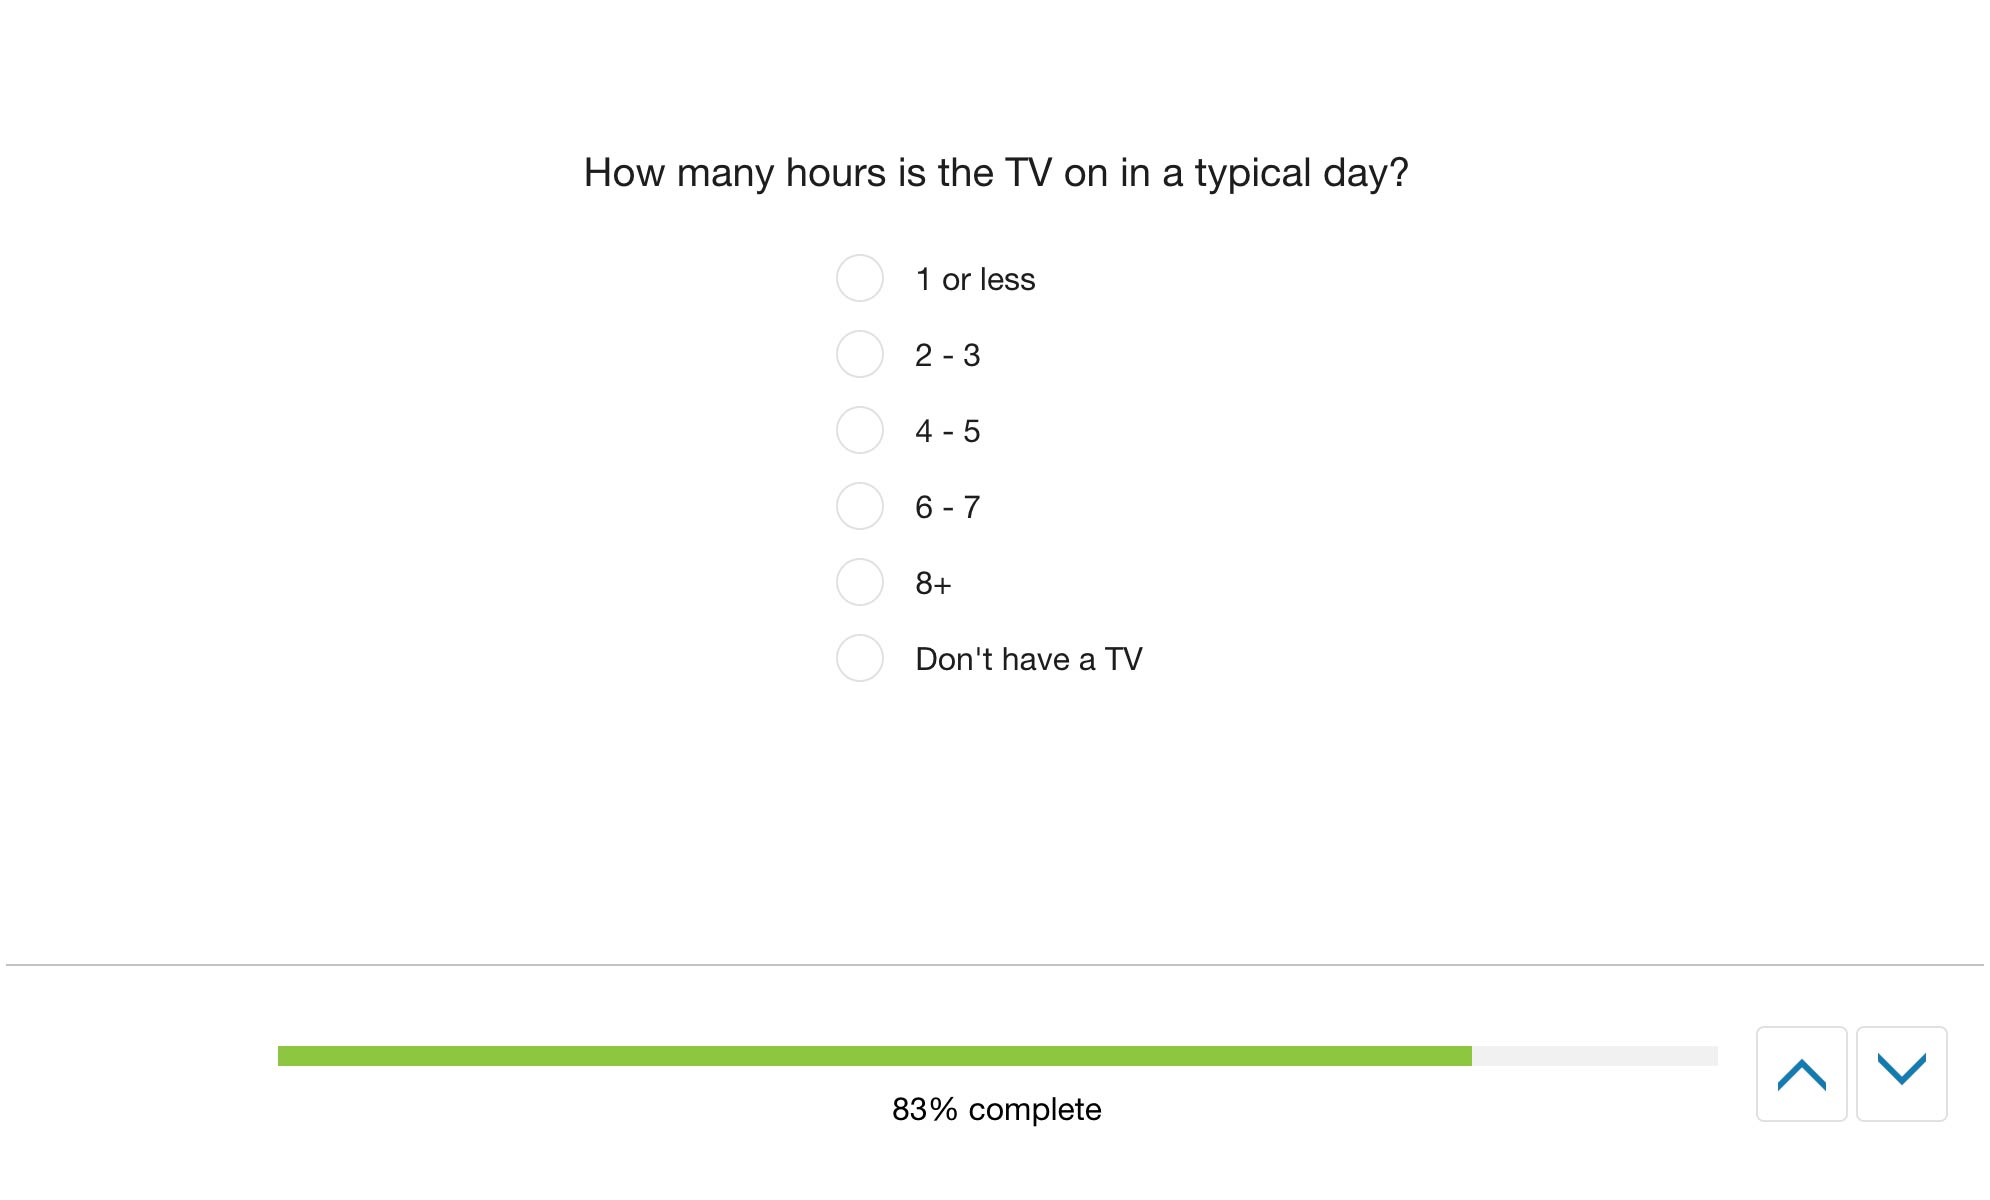 How many hours is the TV on in a typical day?
1 or less
2 - 3
4 - 5
6 - 7
8+
Don't have a TV
83% complete